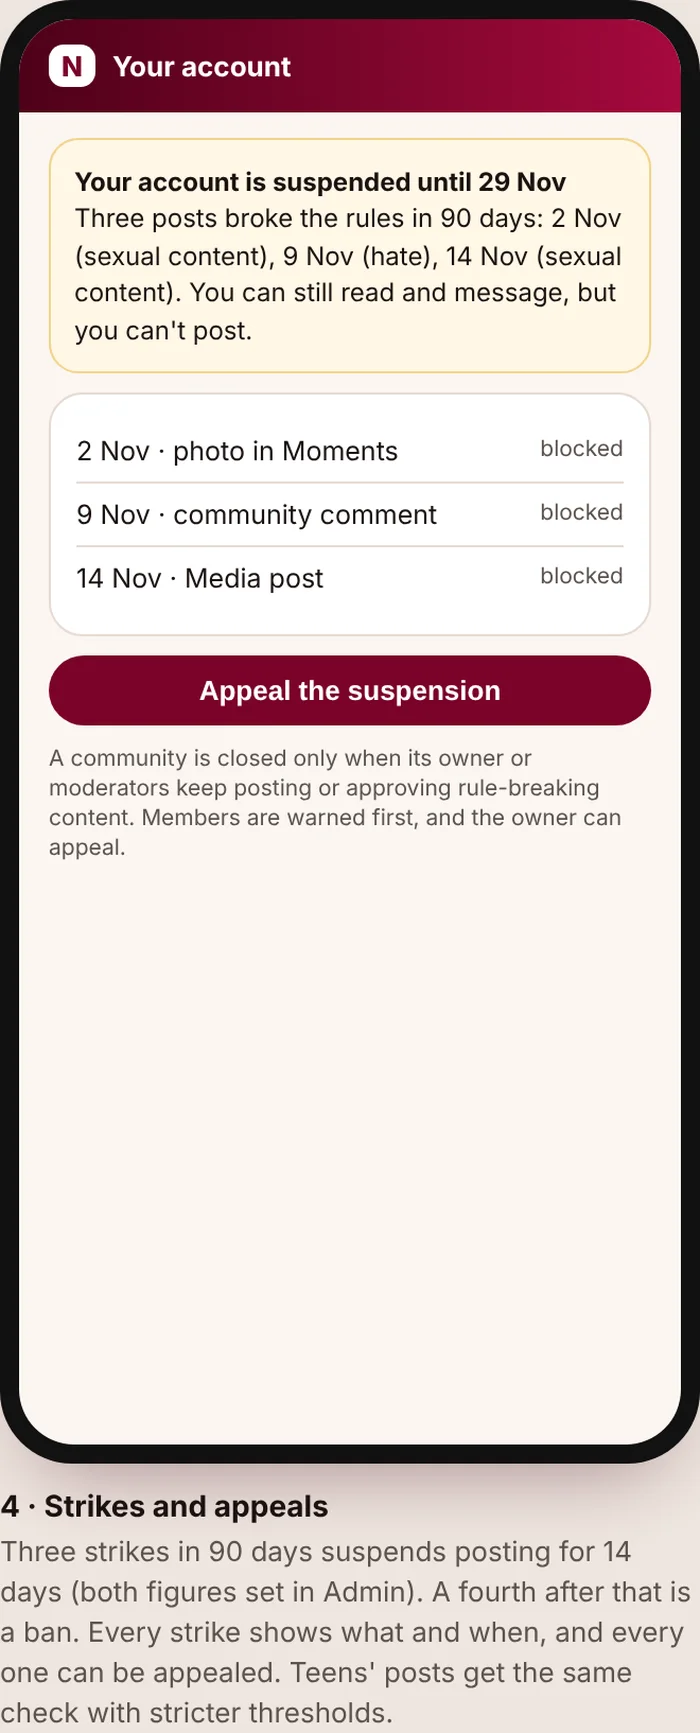 N
Your account
Your account is suspended until 29 Nov
Three posts broke the rules in 90 days: 2 Nov
(sexual content), 9 Nov (hate), 14 Nov (sexual
content). You can still read and message, but
you can't post.
2 Nov · photo in Moments blocked
9 Nov · community comment blocked
14 Nov · Media post blocked
Appeal the suspension
A community is closed only when its owner or
moderators keep posting or approving rule-breaking
content. Members are warned first, and the owner can
appeal.
4 · Strikes and appeals
Three strikes in 90 days suspends posting for 14
days (both figures set in Admin). A fourth after that is
a ban. Every strike shows what and when, and every
one can be appealed. Teens' posts get the same
check with stricter thresholds.